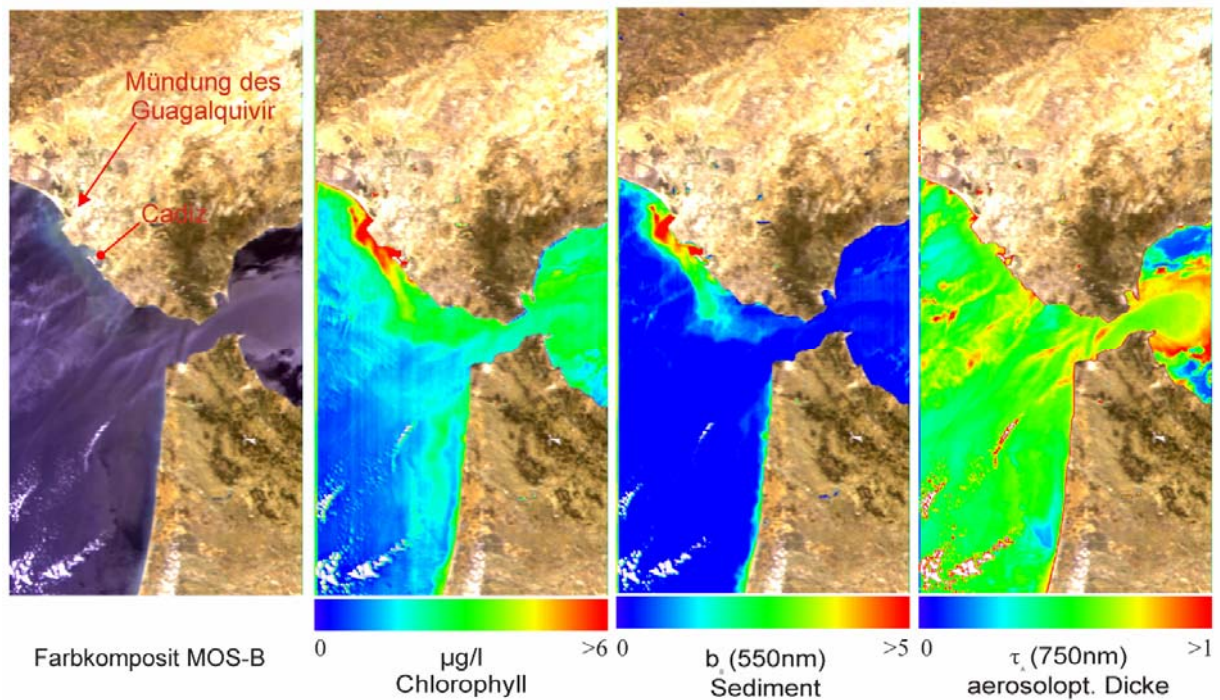 Mündung des
Guagalquivir
Cadiz
Farbkomposit MOS-B
0 >6
µg/l
Chlorophyll
0 >5
b (550nm)
Sediment
0 >1
τ (750nm)
aerosolopt. Dicke